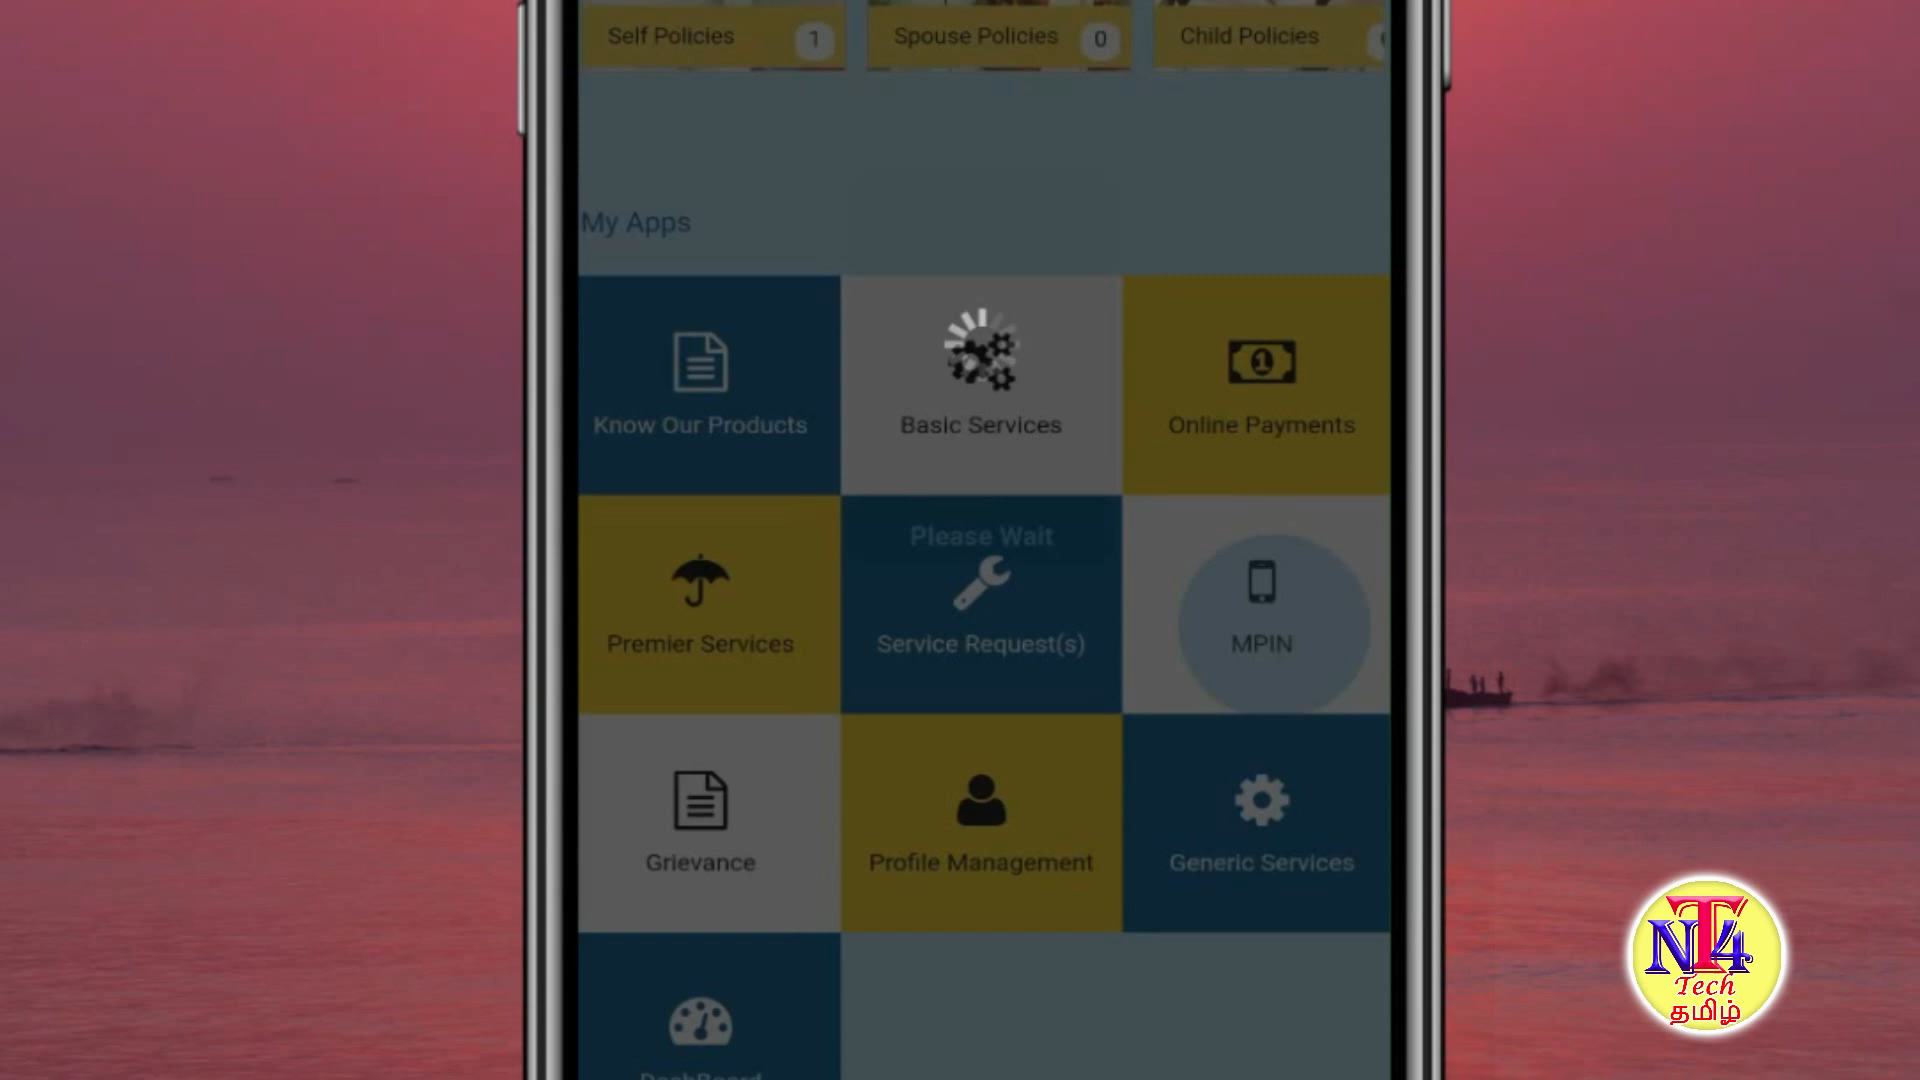 Self Policies 1
Spouse Policies 0
Child Policies
My Apps
Know Our Products
Basic Services
Online Payments
Please Wait
Premier Services
Service Request(s)
MPIN
Grievance
Profile Management
Generic Services
DashBoard
NT4
Tech
தமிழ்